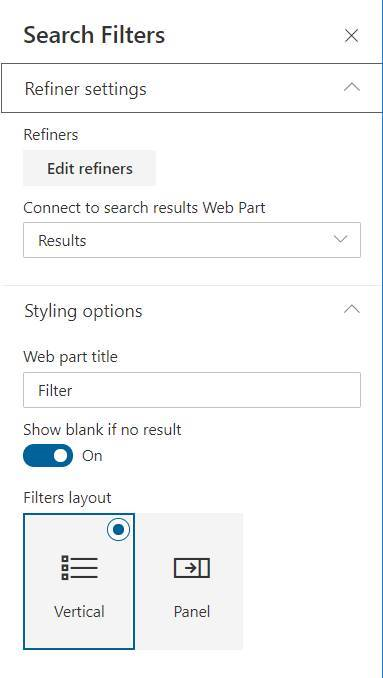 Search Filters
Refiner settings
Refiners
Edit refiners
Connect to search results Web Part
Results
Styling options
Web part title
Filter
Show blank if no result
On
Filters layout
Vertical Panel